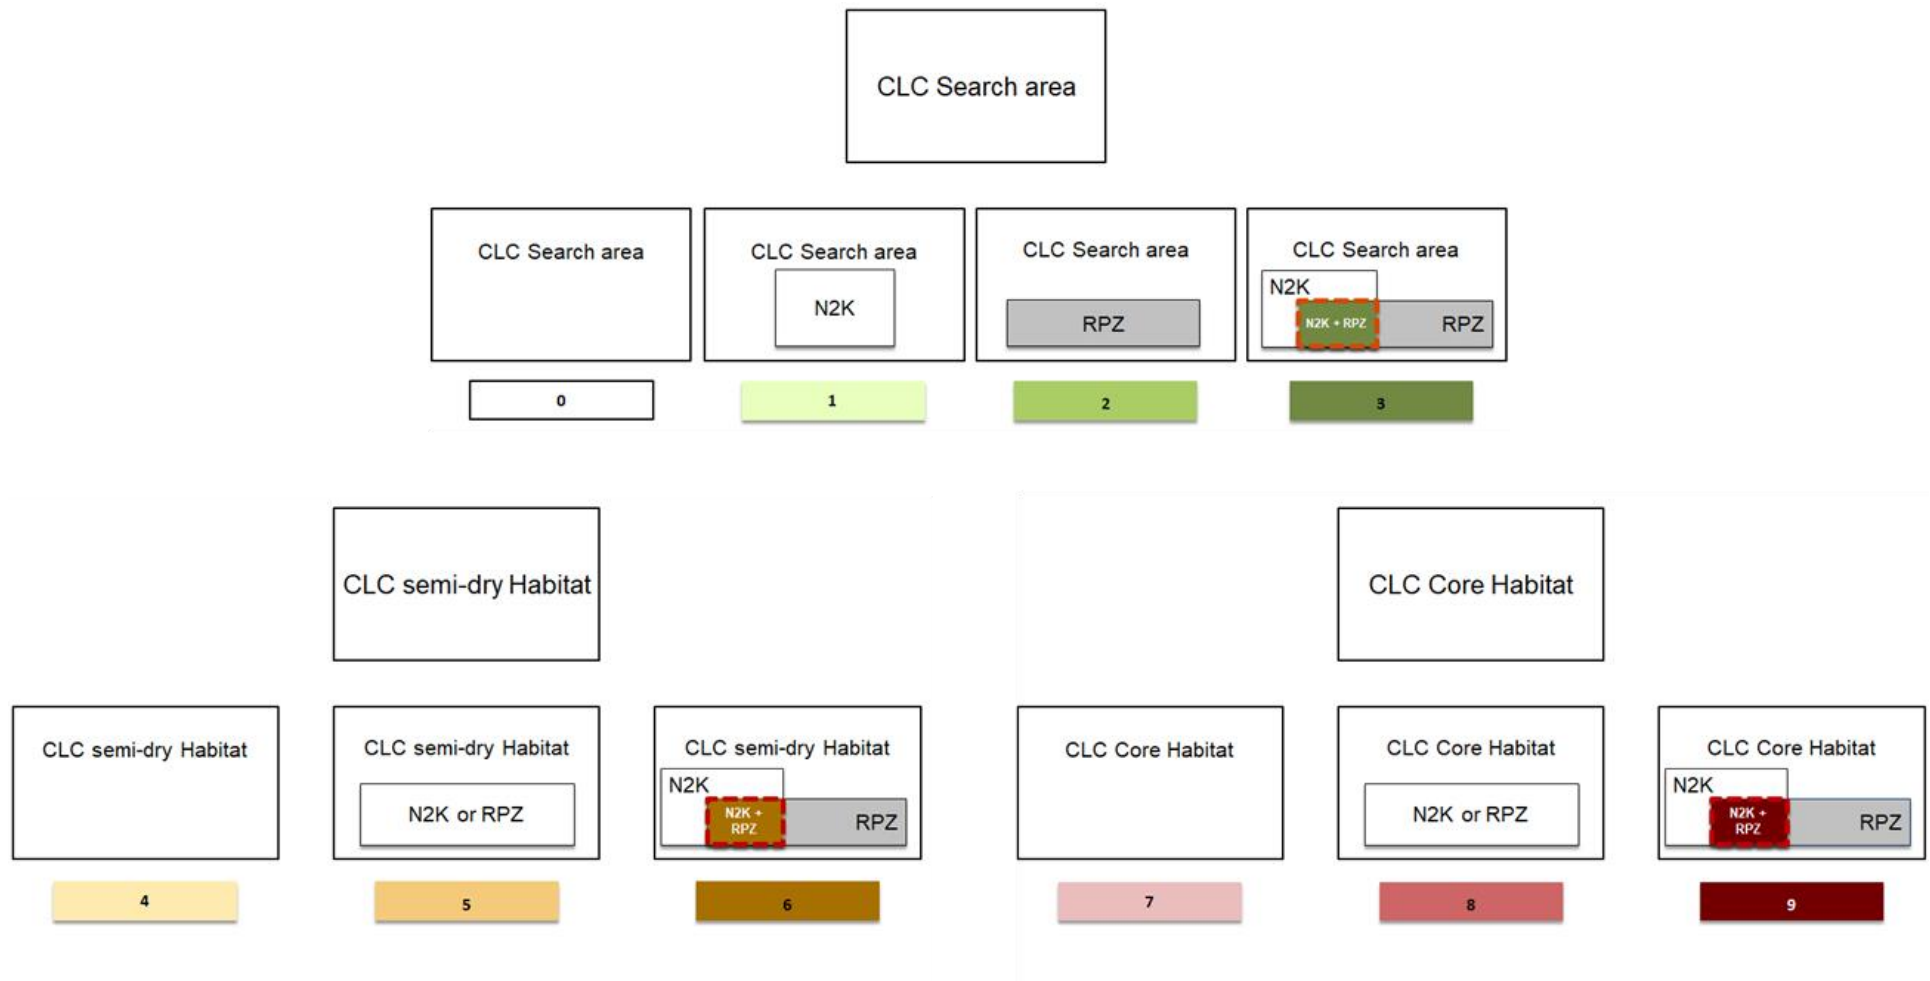 CLC Search area
CLC Search area
N2K
CLC Search area
CLC Search area
RPZ
CLC Search area
N2K
N2K + RPZ
RPZ
0
1
2
3
CLC semi-dry Habitat
CLC Core Habitat
CLC semi-dry Habitat
CLC semi-dry Habitat
N2K or RPZ
CLC semi-dry Habitat
N2K
N2K +
RPZ
RPZ
CLC Core Habitat
CLC Core Habitat
N2K or RPZ
CLC Core Habitat
N2K
N2K +
RPZ
RPZ
4
5
6
7
8
9